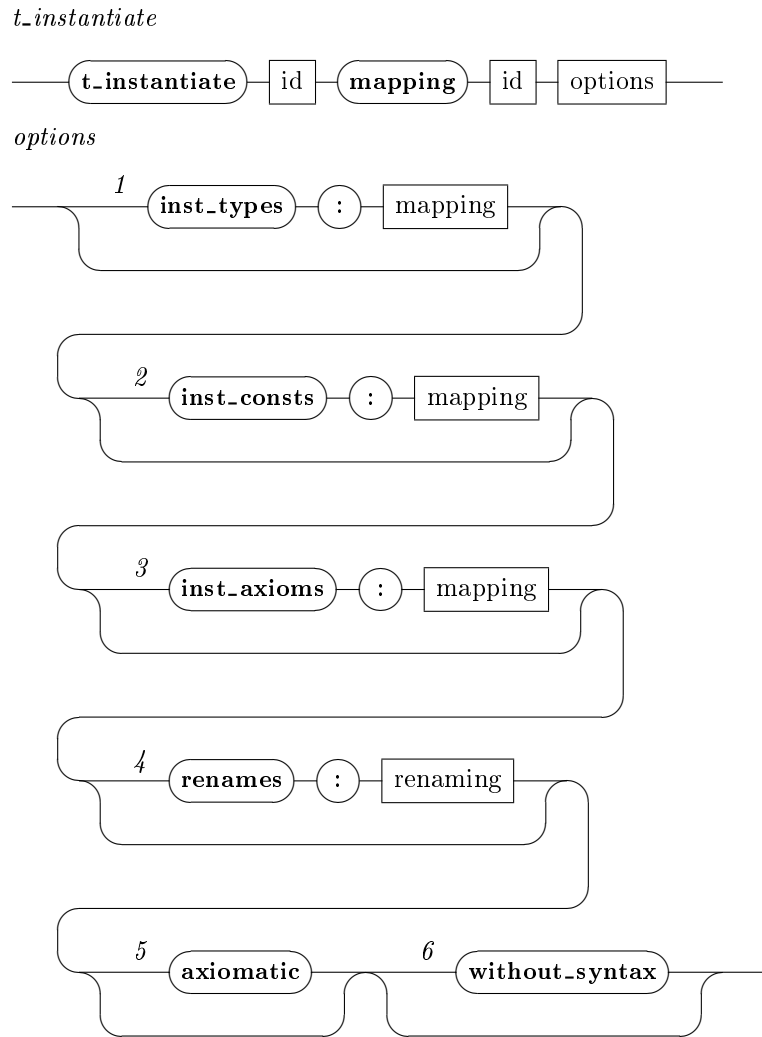 t_instantiate
t_instantiate id mapping id options
options
1 inst_types : mapping
2 inst_consts : mapping
3 inst_axioms : mapping
4 renames : renaming
5 axiomatic 6 without_syntax